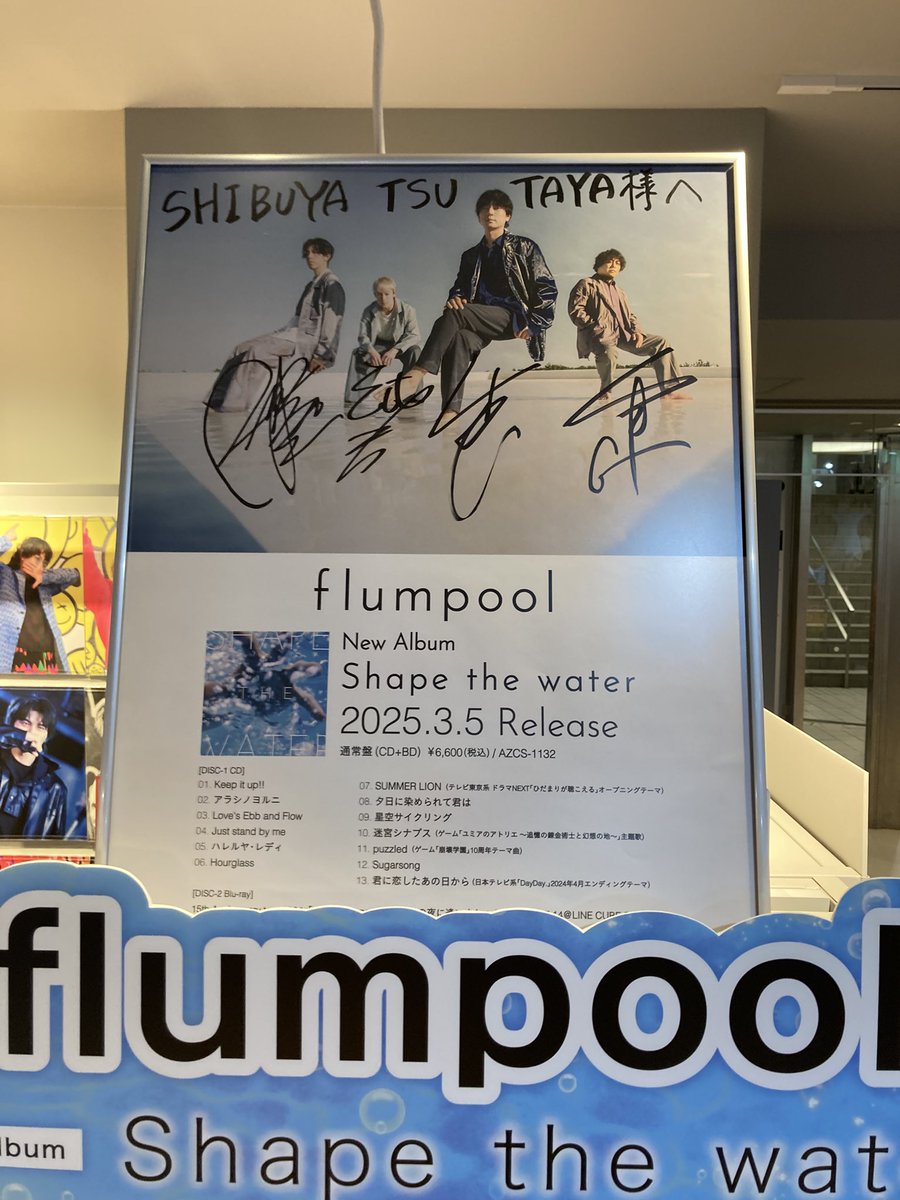 SHIBUYA TSUTAYA様へ
flumpool
SHAPE
THE
WATER
New Album
Shape the water
2025.3.5 Release
通常盤 (CD+BD) ¥6,600(税込) / AZCS-1132
[DISC-1 CD]
01. Keep it up!!
02. アラシノヨルニ
03. Love's Ebb and Flow
04. Just stand by me
05. ハレルヤ・レディ
06. Hourglass
07. SUMMER LION (テレビ東京系 ドラマNEXT「ひだまりが聴こえる」オープニングテーマ)
08. 夕日に染められて君は
09. 星空サイクリング
10. 迷宮シナプス (ゲーム「ユミアのアトリエ 〜追憶の錬金術士と幻想の地〜」主題歌)
11. puzzled (ゲーム「崩壊学園」10周年テーマ曲)
12. Sugarsong
13. 君に恋したあの日から (日本テレビ系「DayDay.」2024年4月エンディングテーマ)
[DISC-2 Blu-ray]
flumpool
lbum
Shape the wat